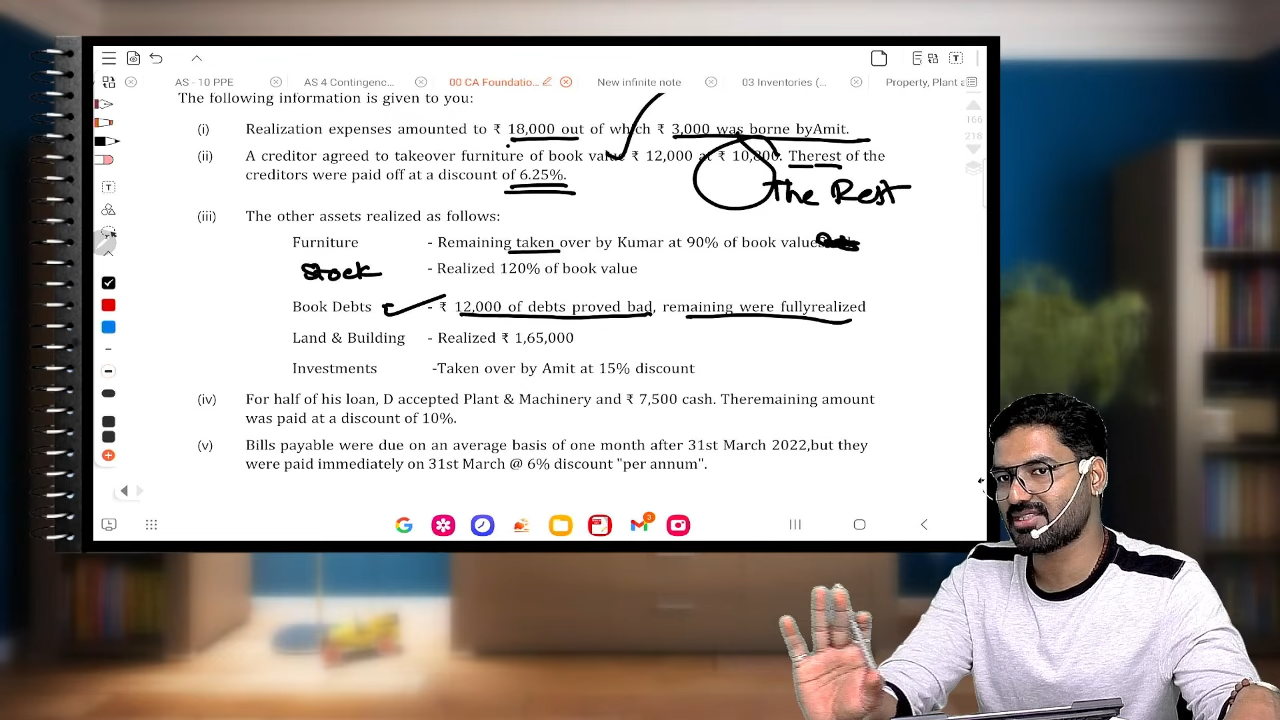 AS - 10 PPE
AS 4 Contingenc...
00 CA Foundatio...
New infinite note
03 Inventories (...
Property, Plant a
The following information is given to you:
166
218
(i) Realization expenses amounted to ₹ 18,000 out of which ₹ 3,000 was borne byAmit.
(ii) A creditor agreed to takeover furniture of book value ₹ 12,000 at ₹ 10,800. Therest of the
creditors were paid off at a discount of 6.25%.
The Rest
(iii) The other assets realized as follows:
Furniture - Remaining taken over by Kumar at 90% of book value
Stock - Realized 120% of book value
Book Debts - ₹ 12,000 of debts proved bad, remaining were fullyrealized
Land & Building - Realized ₹ 1,65,000
Investments -Taken over by Amit at 15% discount
(iv) For half of his loan, D accepted Plant & Machinery and ₹ 7,500 cash. Theremaining amount
was paid at a discount of 10%.
(v) Bills payable were due on an average basis of one month after 31st March 2022,but they
were paid immediately on 31st March @ 6% discount "per annum".
3